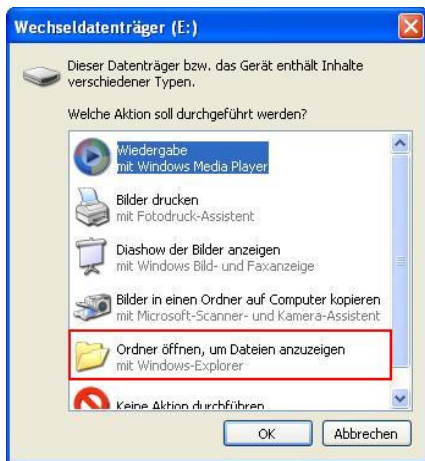 Wechseldatenträger (E:)
Dieser Datenträger bzw. das Gerät enthält Inhalte
verschiedener Typen.
Welche Aktion soll durchgeführt werden?
Wiedergabe
mit Windows Media Player
Bilder drucken
mit Fotodruck-Assistent
Diashow der Bilder anzeigen
mit Windows Bild- und Faxanzeige
Bilder in einen Ordner auf Computer kopieren
mit Microsoft-Scanner- und Kamera-Assistent
Ordner öffnen, um Dateien anzuzeigen
mit Windows-Explorer
Keine Aktion durchführen
OK
Abbrechen